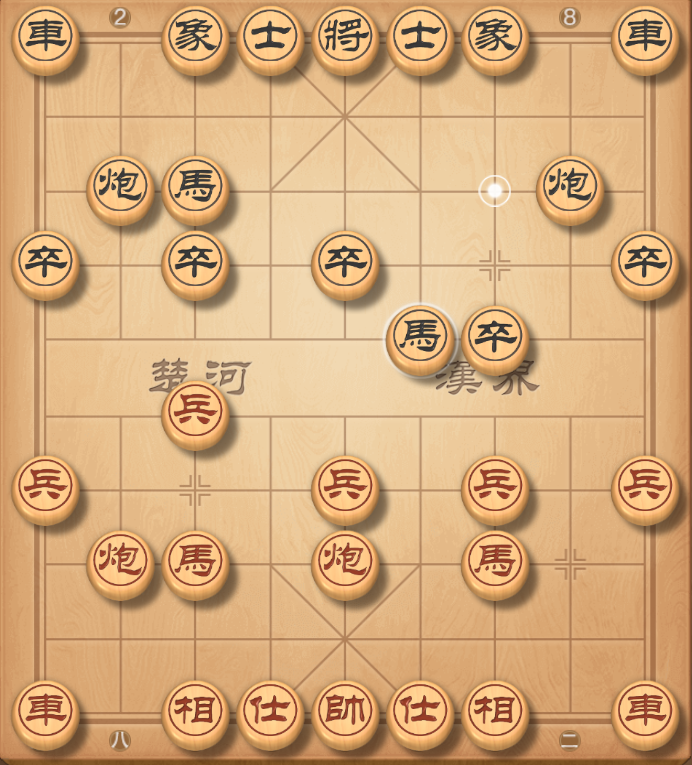 2 8
車 象 士 將 士 象 車
炮 馬 炮
卒 卒 卒 卒
馬 卒
楚河 漢界
兵
兵 兵 兵 兵
炮 馬 炮 馬
車 相 仕 帥 仕 相 車
八 二